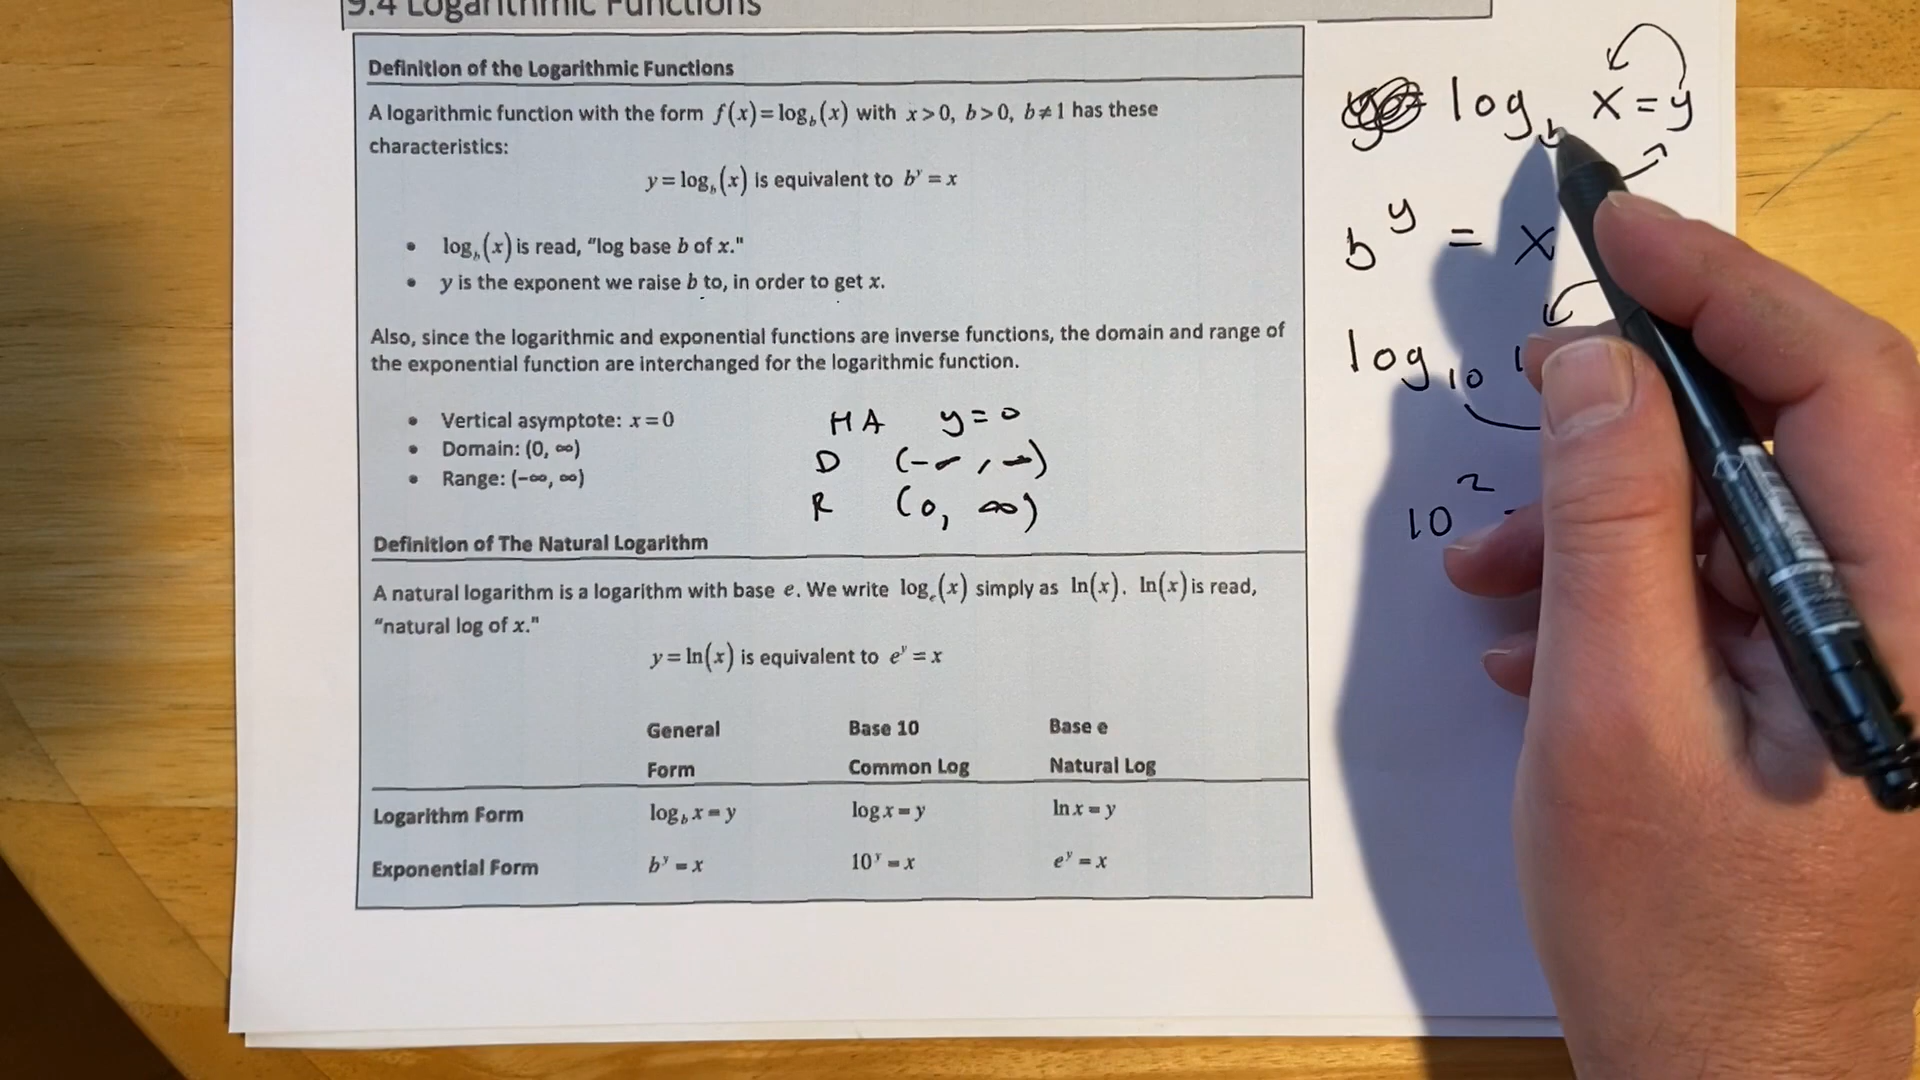 9.4 Logarithmic Functions
Definition of the Logarithmic Functions
A logarithmic function with the form f(x)=log_b(x) with x>0, b>0, b≠1 has these
characteristics:
y=log_b(x) is equivalent to b^y=x
• log_b(x) is read, “log base b of x."
• y is the exponent we raise b to, in order to get x.
Also, since the logarithmic and exponential functions are inverse functions, the domain and range of
the exponential function are interchanged for the logarithmic function.
• Vertical asymptote: x=0
• Domain: (0, ∞)
• Range: (-∞, ∞)
HA y=0
D (-∞, ∞)
R (0, ∞)
Definition of The Natural Logarithm
A natural logarithm is a logarithm with base e. We write log_e(x) simply as ln(x). ln(x) is read,
“natural log of x."
y=ln(x) is equivalent to e^y=x
General Base 10 Base e
Form Common Log Natural Log
Logarithm Form log_b x=y log x=y ln x=y
Exponential Form b^y=x 10^y=x e^y=x
log_b x=y
b^y = x
log_10
10^2